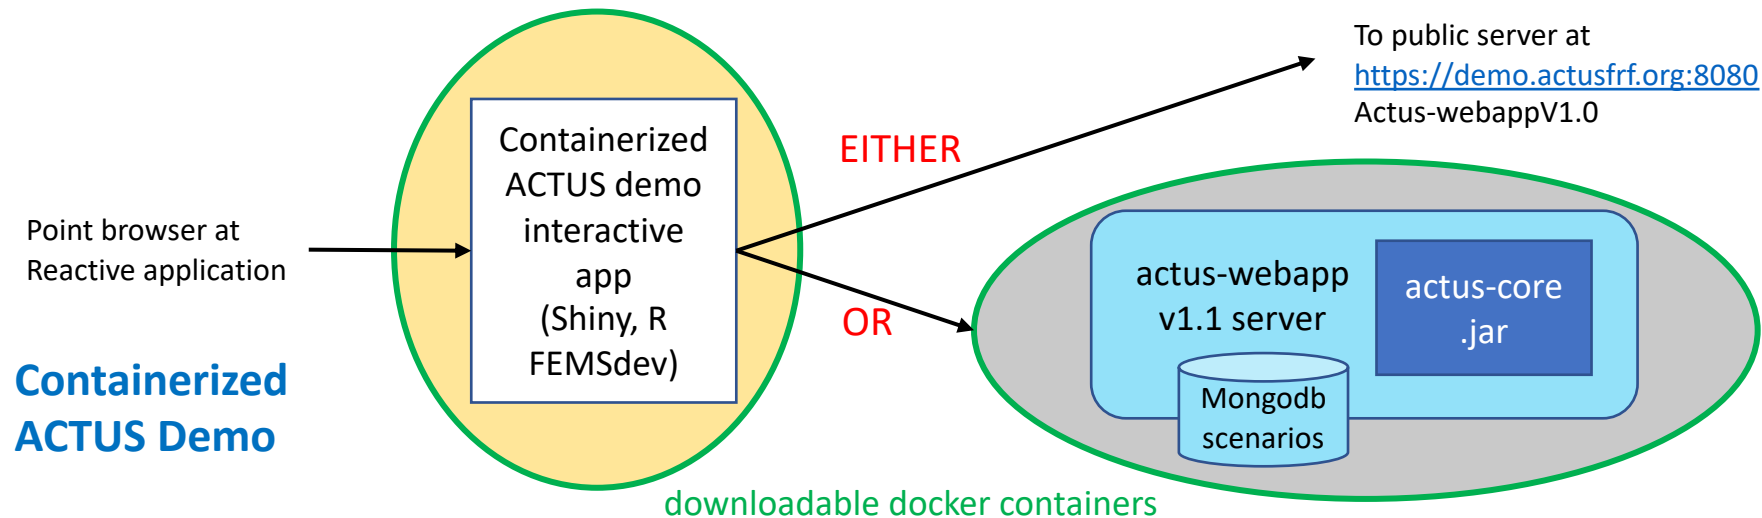 To public server at
https://demo.actusfrf.org:8080
Actus-webappV1.0
Containerized
ACTUS demo
interactive
app
(Shiny, R
FEMSdev)
EITHER
OR
Point browser at
Reactive application
actus-webapp
v1.1 server
actus-core
.jar
Mongodb
scenarios
Containerized
ACTUS Demo
downloadable docker containers